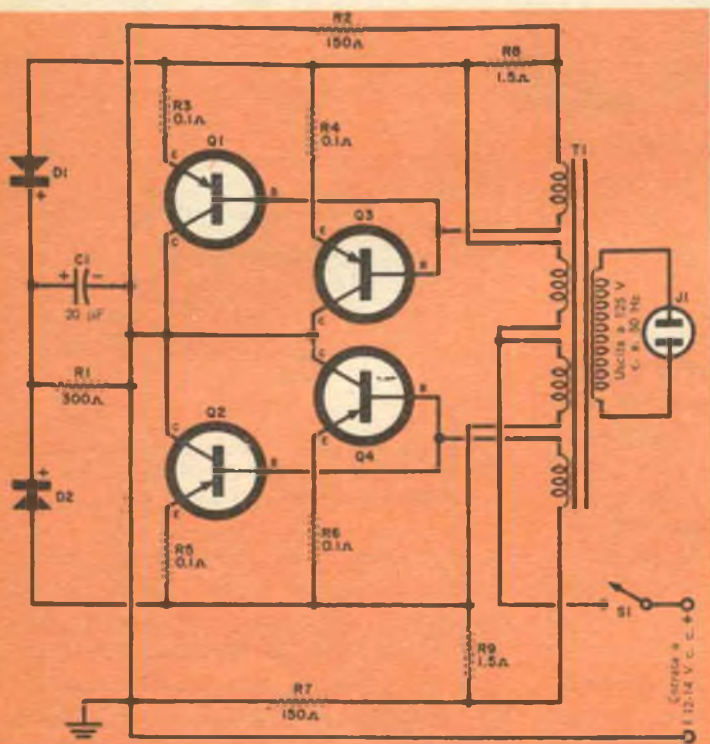 R2
150Ω
R8
1.5Ω
R3
0.1Ω
R4
0.1Ω
Q1
T1
D1
+
E
E
B
C
Q3
C1
+ -
20 µF
B
C
J1
Uscita a 125 V
c. a. 50 Hz
R1
300Ω
C
C
Q2
B
B
Q4
+
D2
E
E
R5
0.1Ω
R6
0.1Ω
S1
+
Entrata a
12-14 V c. c.
R9
1.5Ω
R7
150Ω